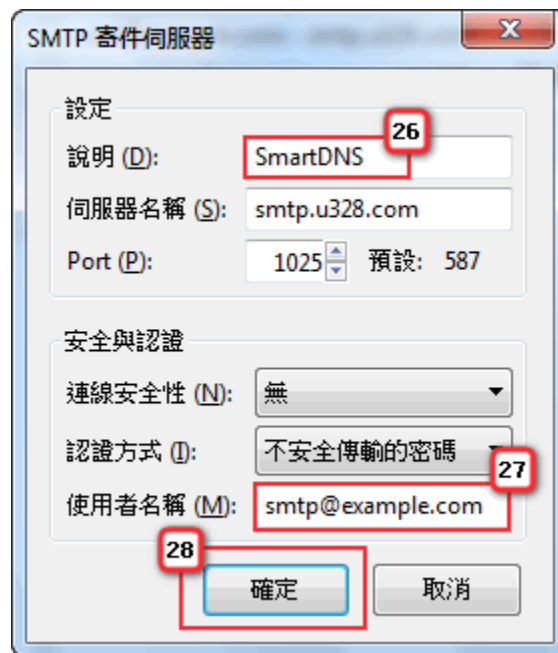 SMTP 寄件伺服器
設定
26
說明 (D): SmartDNS
伺服器名稱 (S): smtp.u328.com
Port (P): 1025 預設: 587
安全與認證
連線安全性 (N): 無
認證方式 (I): 不安全傳輸的密碼
27
使用者名稱 (M): smtp@example.com
28
確定 取消